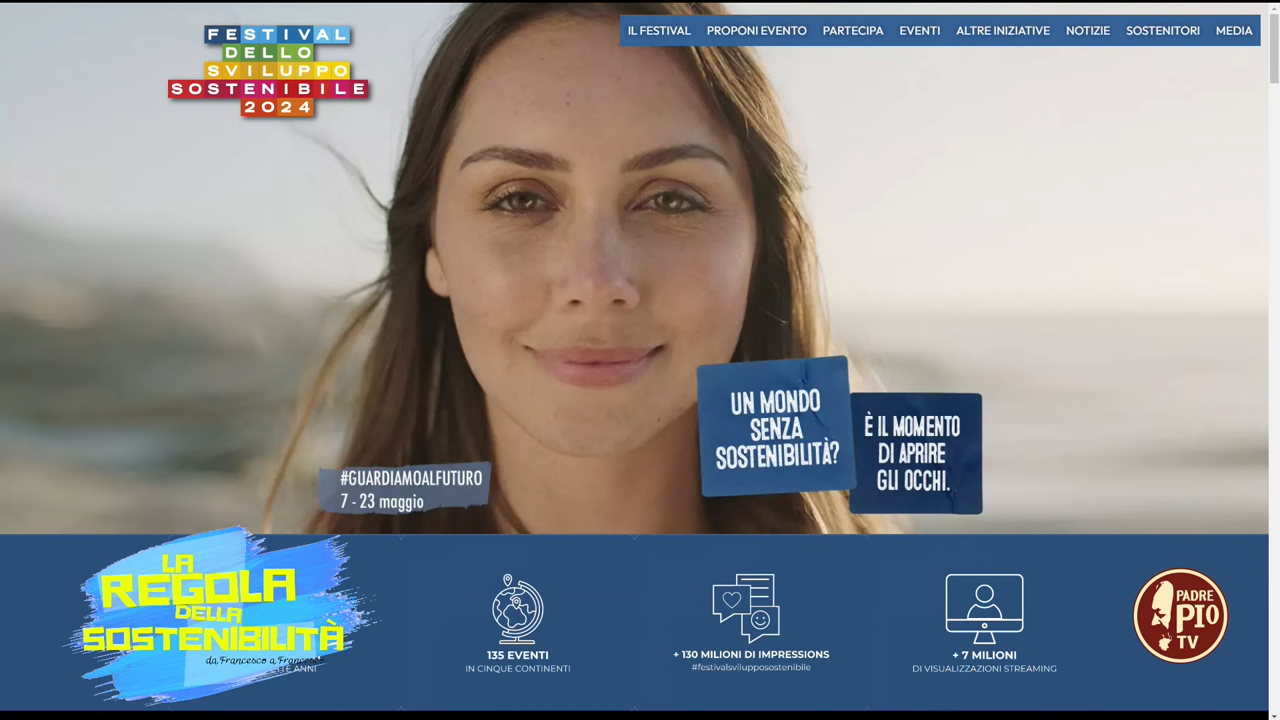 FESTIVAL
DELLO
SVILUPPO
SOSTENIBILE
2024
IL FESTIVAL PROPONI EVENTO PARTECIPA EVENTI ALTRE INIZIATIVE NOTIZIE SOSTENITORI MEDIA
UN MONDO
SENZA
SOSTENIBILITÀ?
È IL MOMENTO
DI APRIRE
GLI OCCHI.
#GUARDIAMOALFUTURO
7 - 23 maggio
LA
REGOLA
DELLA
SOSTENIBILITÀ
da Francesco a Francesco
ANNI
135 EVENTI
IN CINQUE CONTINENTI
+ 130 MILIONI DI IMPRESSIONS
#festivalsvilupposostenibile
+ 7 MILIONI
DI VISUALIZZAZIONI STREAMING
PADRE
PIO
TV